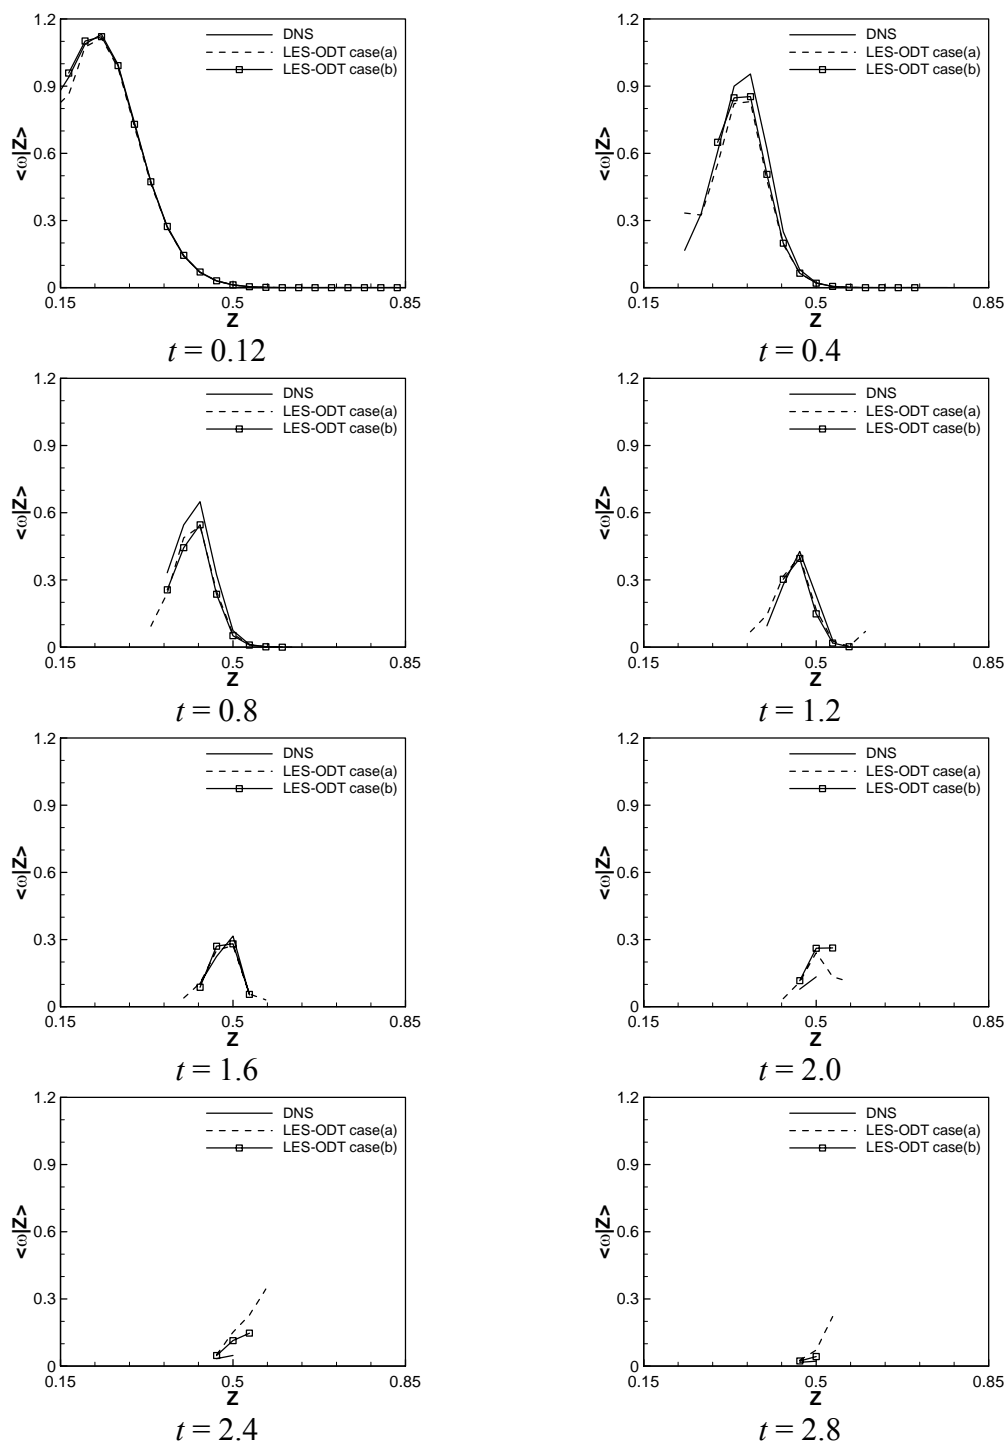 1.2
0.9
0.6
0.3
0
<ω|Z>
DNS
LES-ODT case(a)
LES-ODT case(b)
0.15
0.5
0.85
Z
t = 0.12
1.2
0.9
0.6
0.3
0
<ω|Z>
DNS
LES-ODT case(a)
LES-ODT case(b)
0.15
0.5
0.85
Z
t = 0.4
1.2
0.9
0.6
0.3
0
<ω|Z>
DNS
LES-ODT case(a)
LES-ODT case(b)
0.15
0.5
0.85
Z
t = 0.8
1.2
0.9
0.6
0.3
0
<ω|Z>
DNS
LES-ODT case(a)
LES-ODT case(b)
0.15
0.5
0.85
Z
t = 1.2
1.2
0.9
0.6
0.3
0
<ω|Z>
DNS
LES-ODT case(a)
LES-ODT case(b)
0.15
0.5
0.85
Z
t = 1.6
1.2
0.9
0.6
0.3
0
<ω|Z>
DNS
LES-ODT case(a)
LES-ODT case(b)
0.15
0.5
0.85
Z
t = 2.0
1.2
0.9
0.6
0.3
0
<ω|Z>
DNS
LES-ODT case(a)
LES-ODT case(b)
0.15
0.5
0.85
Z
t = 2.4
1.2
0.9
0.6
0.3
0
<ω|Z>
DNS
LES-ODT case(a)
LES-ODT case(b)
0.15
0.5
0.85
Z
t = 2.8